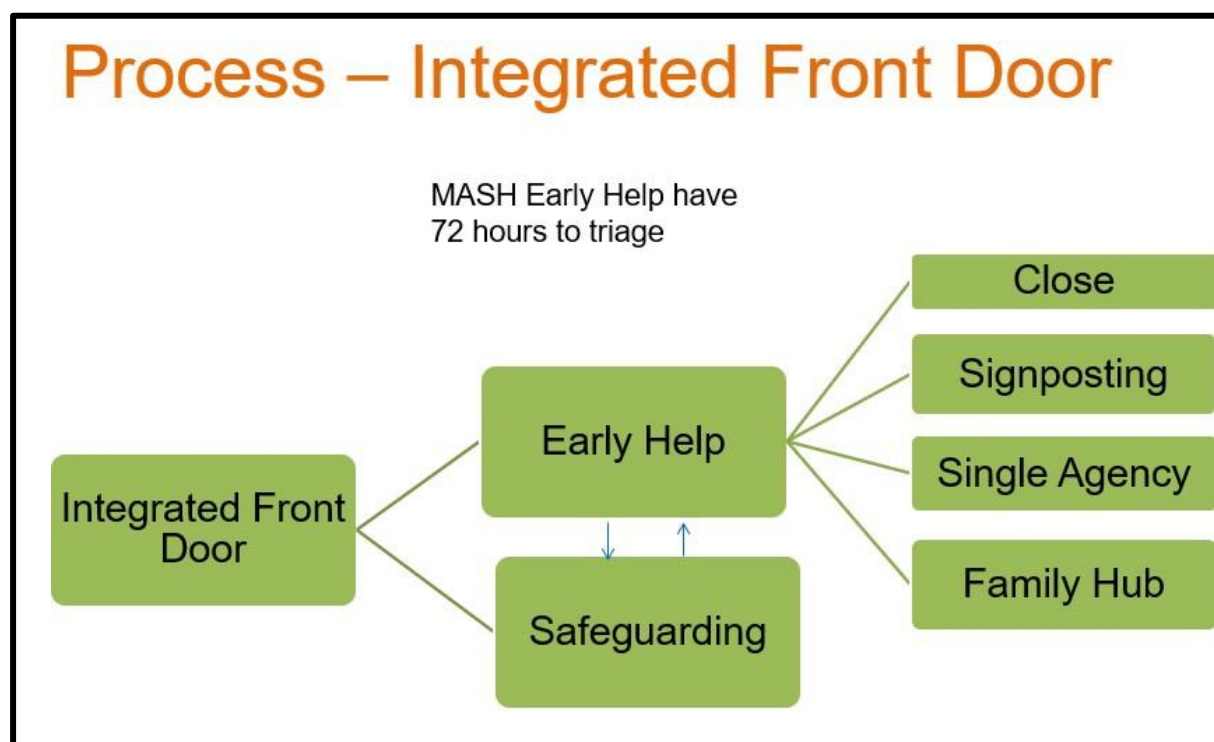 Process – Integrated Front Door
MASH Early Help have
72 hours to triage
Integrated Front
Door
Early Help
Safeguarding
Close
Signposting
Single Agency
Family Hub